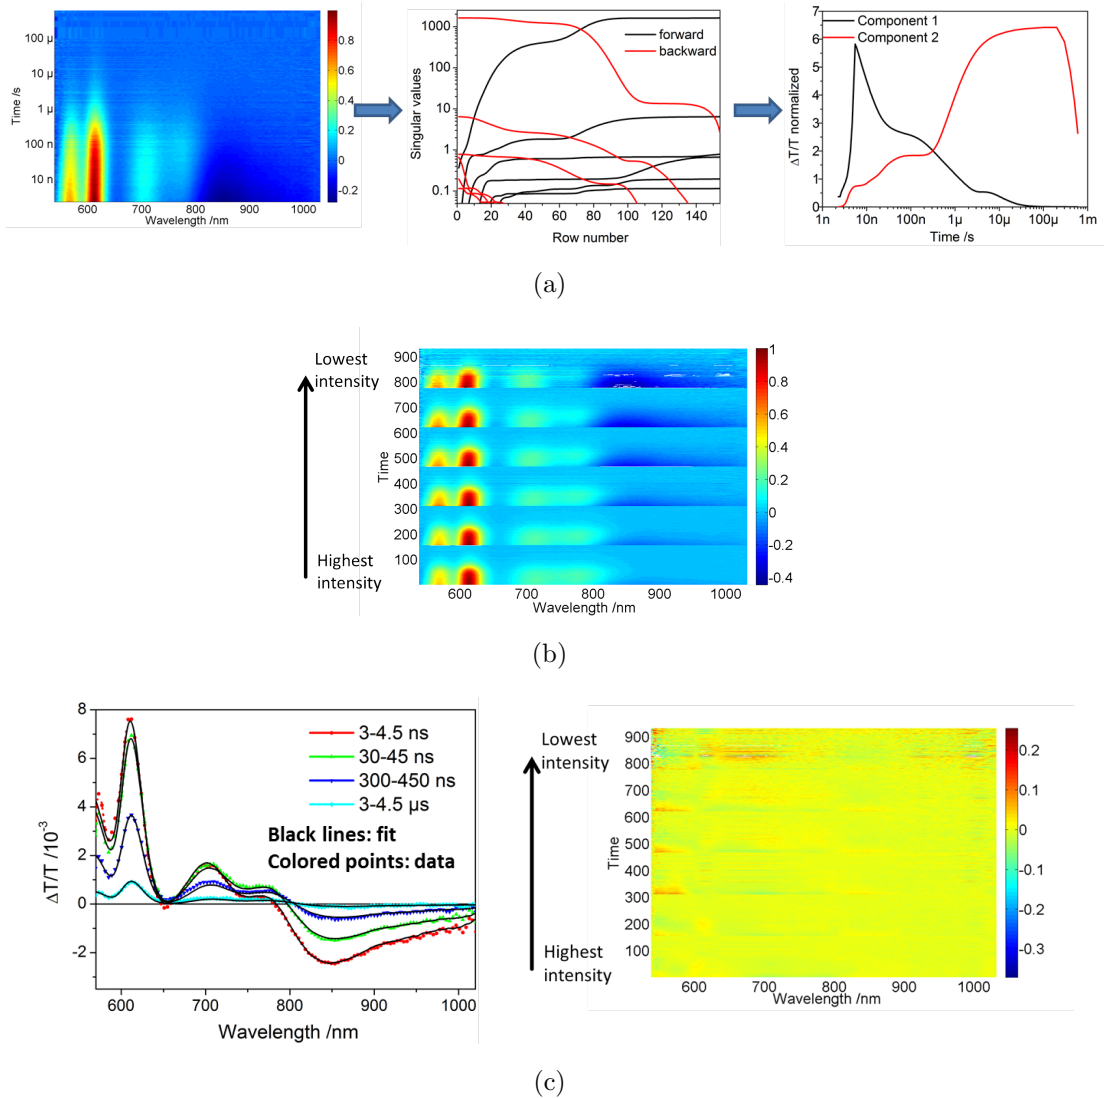 100 µ
10 µ
1 µ
100 n
10 n
Time /s
600 700 800 900 1000
Wavelength /nm
0.8
0.6
0.4
0.2
0
-0.2
1000
100
10
1
0.1
Singular values
forward
backward
0 20 40 60 80 100 120 140
Row number
7
6
5
4
3
2
1
0
ΔT/T normalized
Component 1
Component 2
1n 10n 100n 1µ 10µ 100µ 1m
Time /s
(a)
Lowest
intensity
Highest
intensity
900
800
700
600
500
400
300
200
100
Time
600 700 800 900 1000
Wavelength /nm
1
0.8
0.6
0.4
0.2
0
-0.2
-0.4
(b)
8
6
4
2
0
-2
ΔT/T /10⁻³
3-4.5 ns
30-45 ns
300-450 ns
3-4.5 µs
Black lines: fit
Colored points: data
600 700 800 900 1000
Wavelength /nm
Lowest
intensity
Highest
intensity
900
800
700
600
500
400
300
200
100
Time
600 700 800 900 1000
Wavelength /nm
0.2
0.1
0
-0.1
-0.2
-0.3
(c)